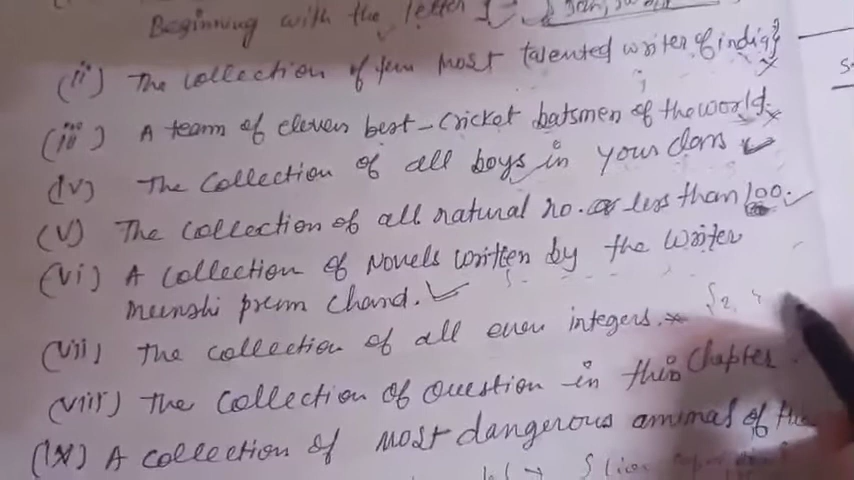 Beginning with the letter J
(ii) The collection of ten most talented writer of india
(iii) A team of eleven best-cricket batsmen of the world
(iv) The collection of all boys in your class
(v) The collection of all natural no. less than 100.
(vi) A collection of Novels written by the writer
Munshi prem chand.
(vii) The collection of all even integers. {2,
(viii) The collection of Question in this chapter.
(ix) A collection of most dangerous animas of the